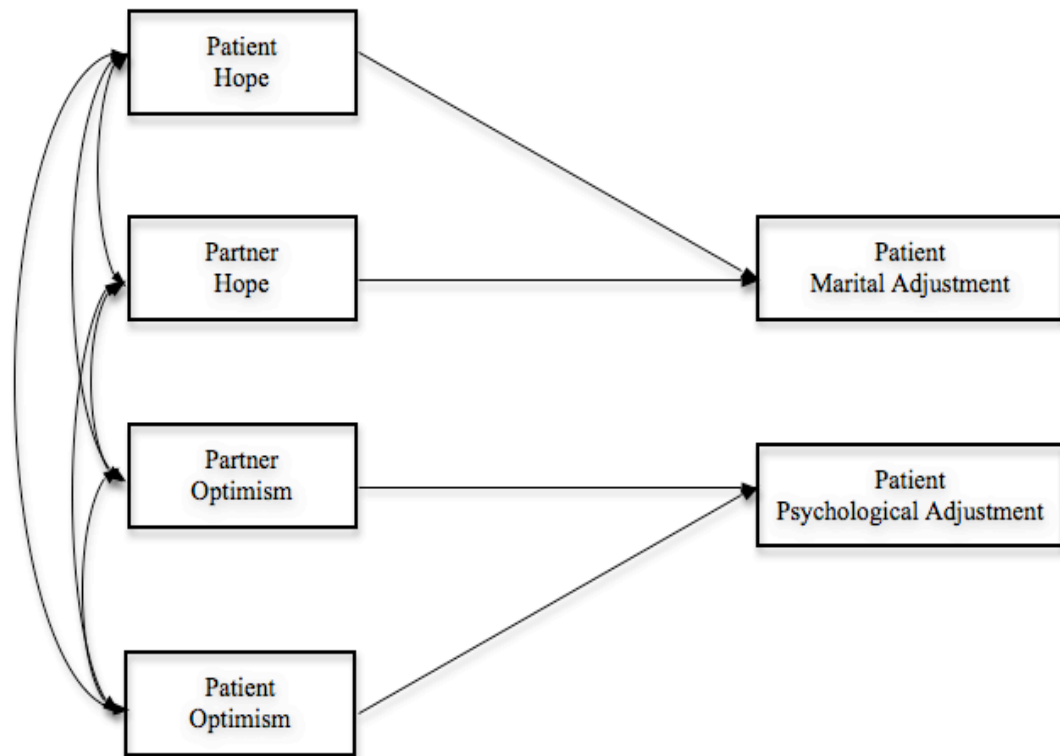 Patient
Hope
Partner
Hope
Patient
Marital Adjustment
Partner
Optimism
Patient
Psychological Adjustment
Patient
Optimism